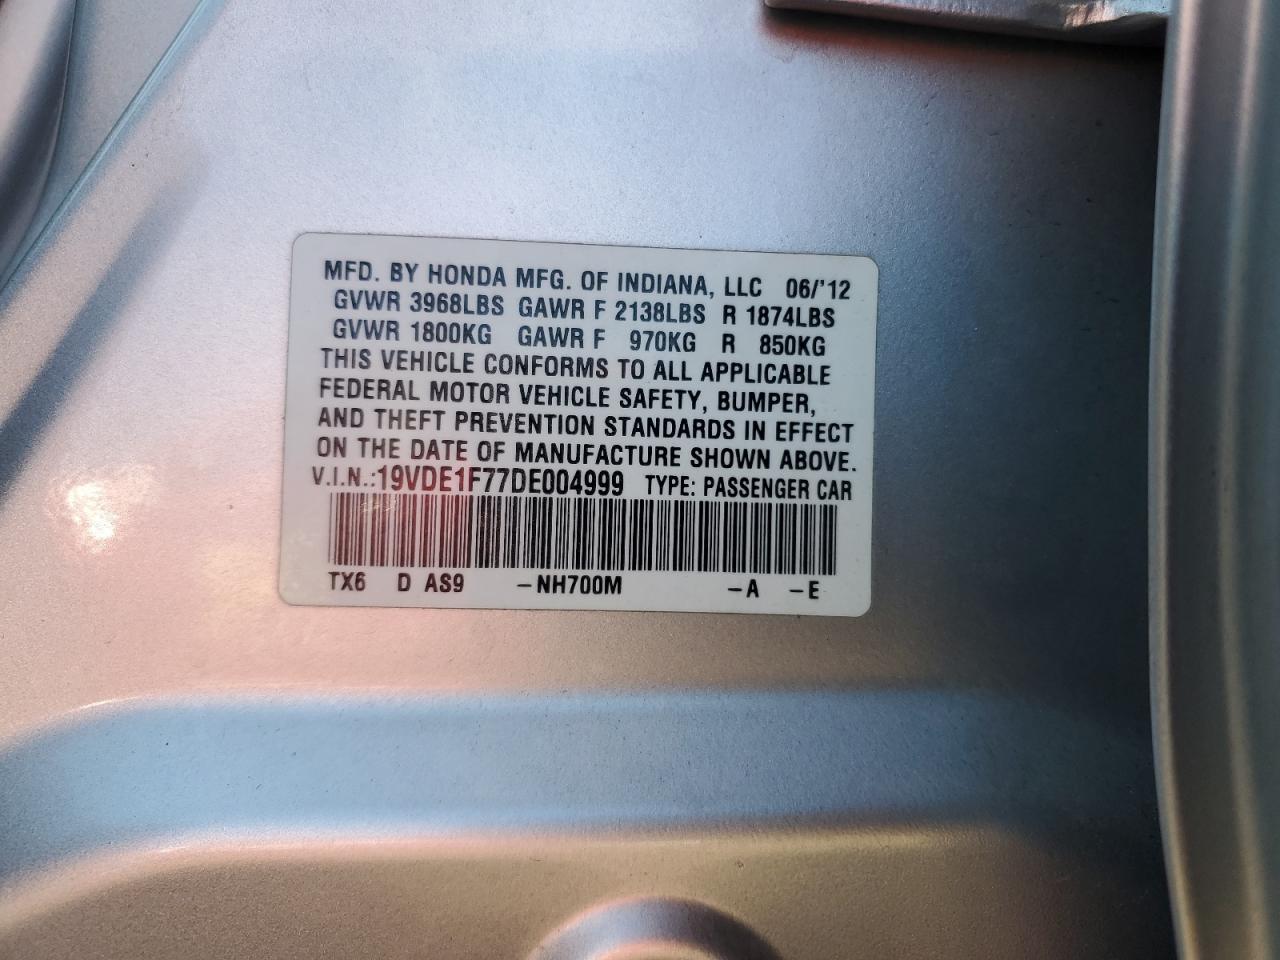 MFD. BY HONDA MFG. OF INDIANA, LLC 06/'12
GVWR 3968LBS GAWR F 2138LBS R 1874LBS
GVWR 1800KG GAWR F 970KG R 850KG
THIS VEHICLE CONFORMS TO ALL APPLICABLE
FEDERAL MOTOR VEHICLE SAFETY, BUMPER,
AND THEFT PREVENTION STANDARDS IN EFFECT
ON THE DATE OF MANUFACTURE SHOWN ABOVE.
V.I.N.:19VDE1F77DE004999 TYPE: PASSENGER CAR
TX6 D AS9 –NH700M –A –E